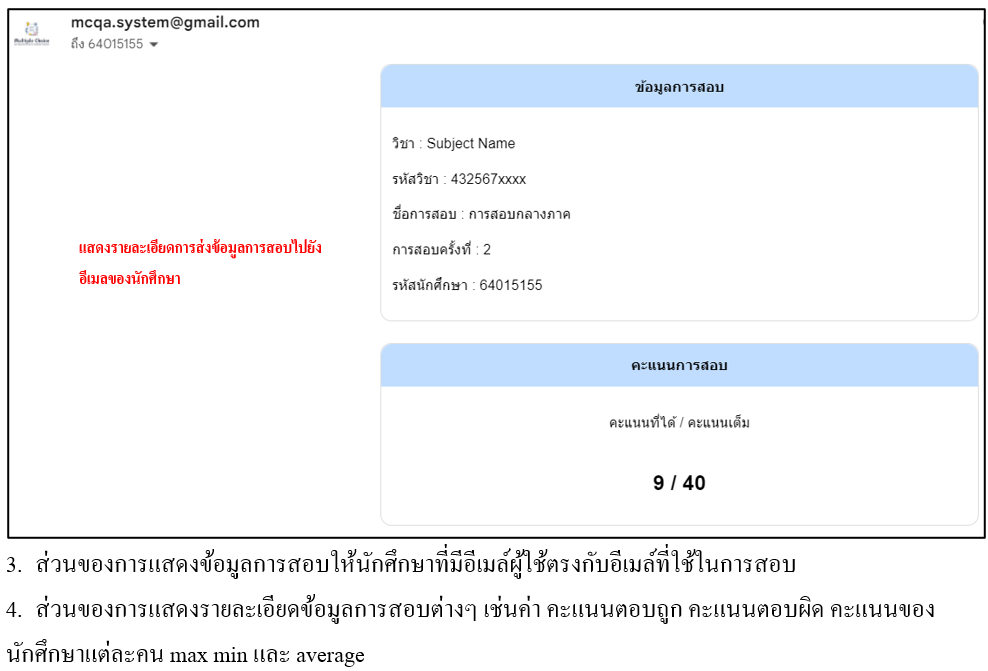 mcqa.system@gmail.com
Multiple Choice
ถึง 64015155
ข้อมูลการสอบ
วิชา : Subject Name
รหัสวิชา : 432567xxxx
ชื่อการสอบ : การสอบกลางภาค
การสอบครั้งที่ : 2
รหัสนักศึกษา : 64015155
แสดงรายละเอียดการส่งข้อมูลการสอบไปยัง
อีเมลของนักศึกษา
คะแนนการสอบ
คะแนนที่ได้ / คะแนนเต็ม
9 / 40
3. ส่วนของการแสดงข้อมูลการสอบให้นักศึกษาที่มีอีเมล์ผู้ใช้ตรงกับอีเมล์ที่ใช้ในการสอบ
4. ส่วนของการแสดงรายละเอียดข้อมูลการสอบต่างๆ เช่นค่า คะแนนตอบถูก คะแนนตอบผิด คะแนนของ
นักศึกษาแต่ละคน max min และ average